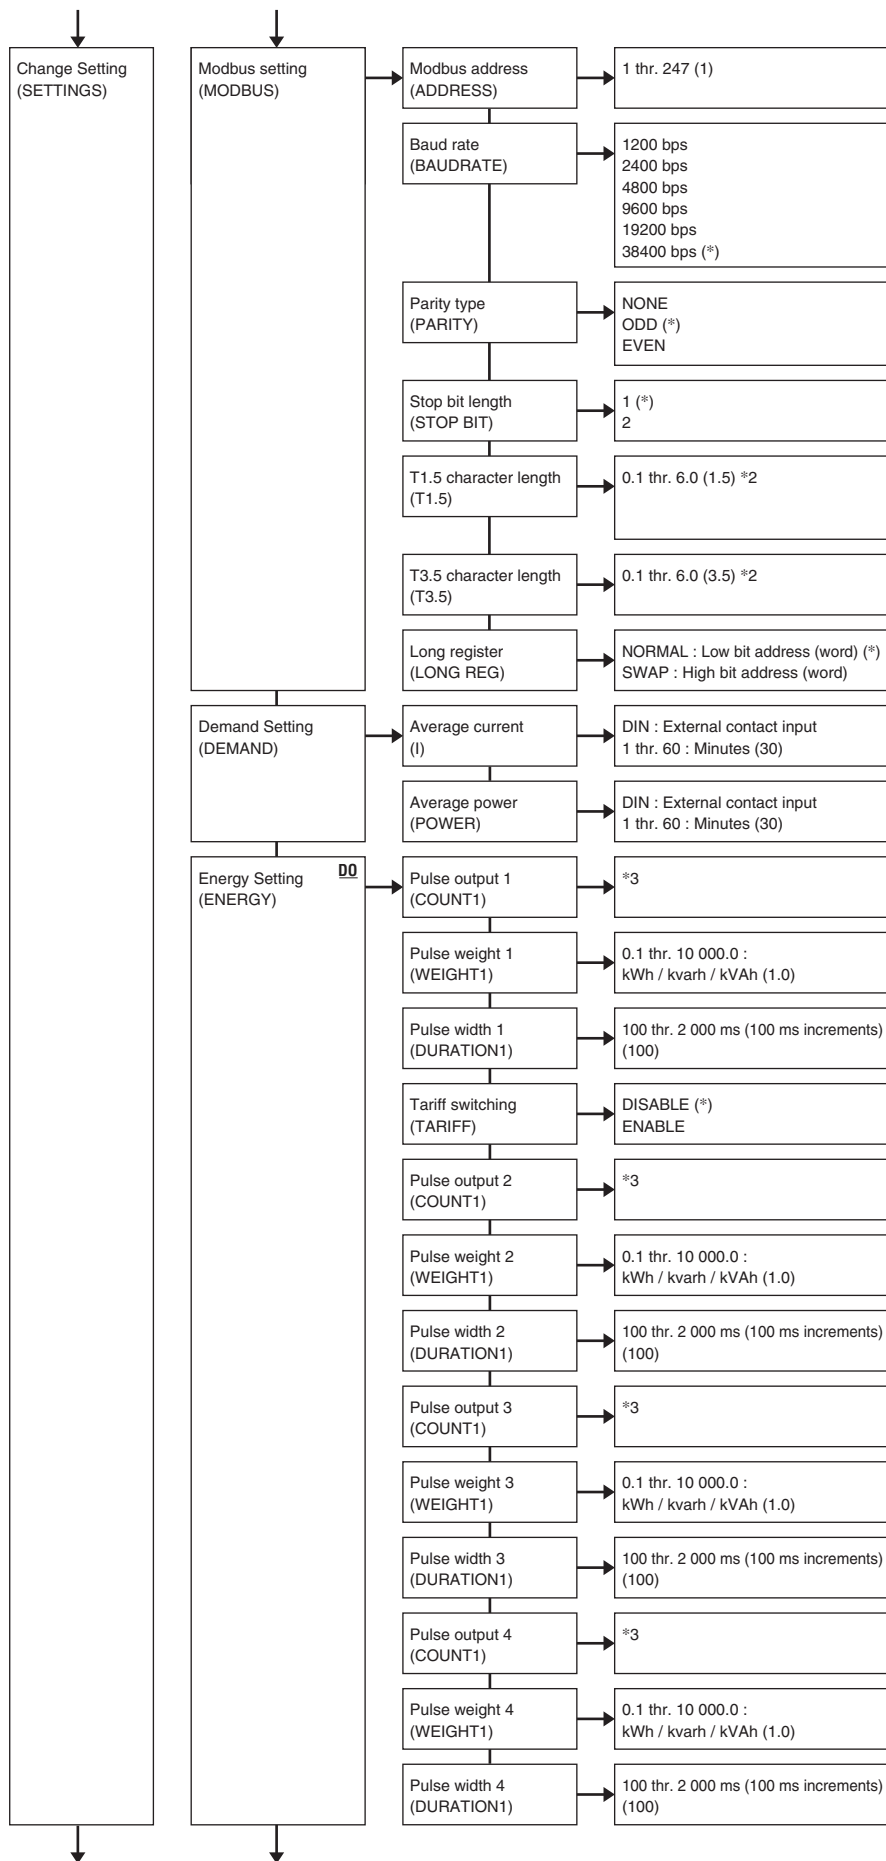 Change Setting
(SETTINGS)
Modbus setting
(MODBUS)
Modbus address
(ADDRESS)
1 thr. 247 (1)
Baud rate
(BAUDRATE)
1200 bps
2400 bps
4800 bps
9600 bps
19200 bps
38400 bps (*)
Parity type
(PARITY)
NONE
ODD (*)
EVEN
Stop bit length
(STOP BIT)
1 (*)
2
T1.5 character length
(T1.5)
0.1 thr. 6.0 (1.5) *2
T3.5 character length
(T3.5)
0.1 thr. 6.0 (3.5) *2
Long register
(LONG REG)
NORMAL : Low bit address (word) (*)
SWAP : High bit address (word)
Demand Setting
(DEMAND)
Average current
(I)
DIN : External contact input
1 thr. 60 : Minutes (30)
Average power
(POWER)
DIN : External contact input
1 thr. 60 : Minutes (30)
Energy Setting
(ENERGY)
DO
Pulse output 1
(COUNT1)
*3
Pulse weight 1
(WEIGHT1)
0.1 thr. 10 000.0 :
kWh / kvarh / kVAh (1.0)
Pulse width 1
(DURATION1)
100 thr. 2 000 ms (100 ms increments)
(100)
Tariff switching
(TARIFF)
DISABLE (*)
ENABLE
Pulse output 2
(COUNT1)
*3
Pulse weight 2
(WEIGHT1)
0.1 thr. 10 000.0 :
kWh / kvarh / kVAh (1.0)
Pulse width 2
(DURATION1)
100 thr. 2 000 ms (100 ms increments)
(100)
Pulse output 3
(COUNT1)
*3
Pulse weight 3
(WEIGHT1)
0.1 thr. 10 000.0 :
kWh / kvarh / kVAh (1.0)
Pulse width 3
(DURATION1)
100 thr. 2 000 ms (100 ms increments)
(100)
Pulse output 4
(COUNT1)
*3
Pulse weight 4
(WEIGHT1)
0.1 thr. 10 000.0 :
kWh / kvarh / kVAh (1.0)
Pulse width 4
(DURATION1)
100 thr. 2 000 ms (100 ms increments)
(100)